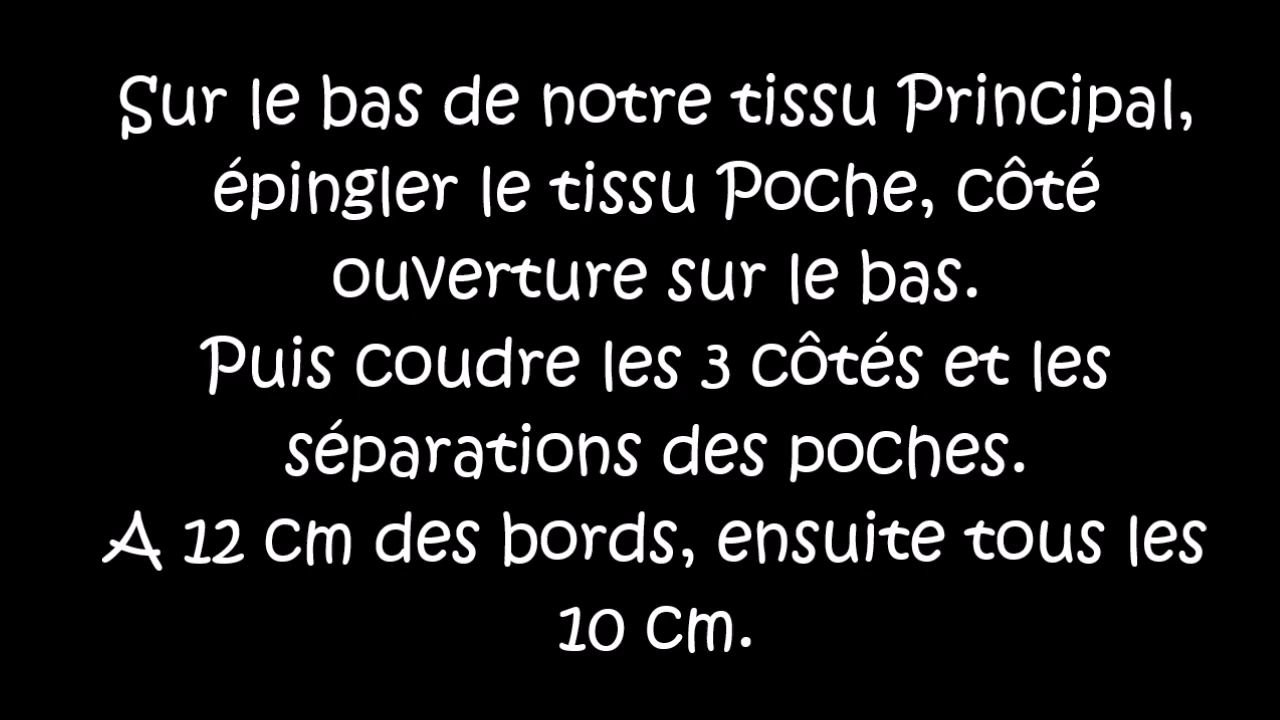 Sur le bas de notre tissu Principal,
épingler le tissu Poche, côté
ouverture sur le bas.
Puis coudre les 3 côtés et les
séparations des poches.
A 12 cm des bords, ensuite tous les
10 cm.